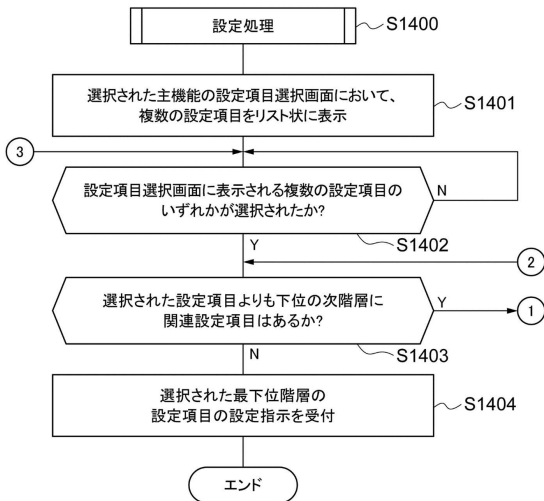 設定処理
S1400
選択された主機能の設定項目選択画面において、
複数の設定項目をリスト状に表示
S1401
3
設定項目選択画面に表示される複数の設定項目の
いずれかが選択されたか?
N
S1402
Y
2
選択された設定項目よりも下位の次階層に
関連設定項目はあるか?
Y
1
S1403
N
選択された最下位階層の
設定項目の設定指示を受付
S1404
エンド